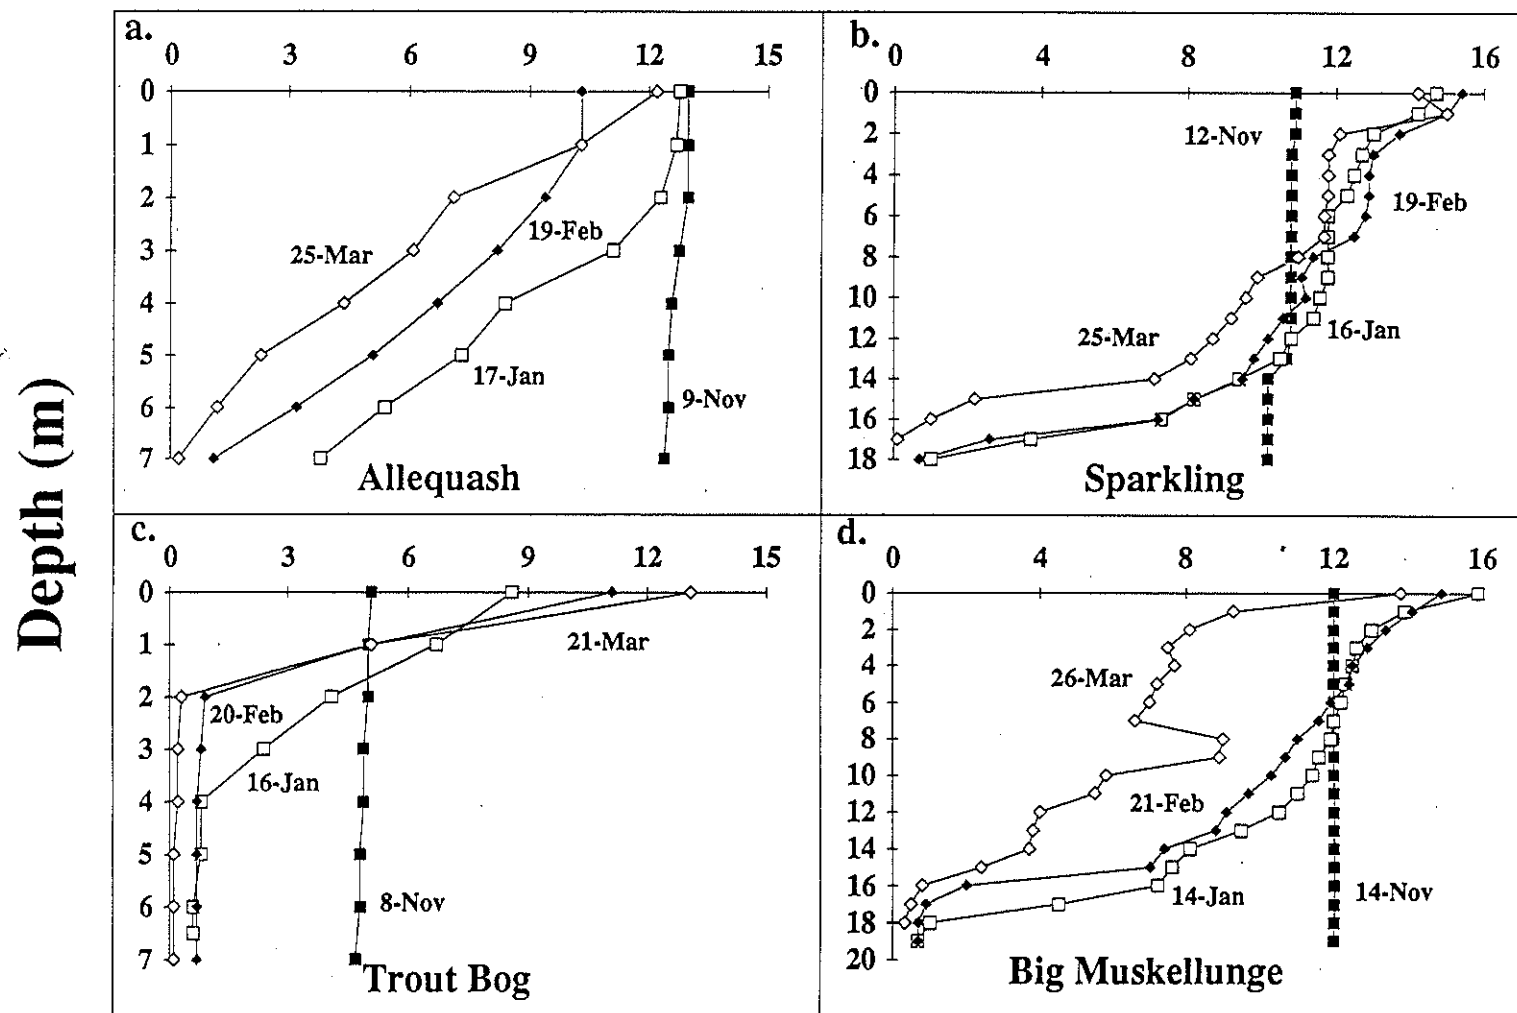 Depth (m)
a.
0 3 6 9 12 15
0
1
2
3
4
5
6
7
25-Mar
19-Feb
17-Jan
9-Nov
Allequash
b.
0 4 8 12 16
0
2
4
6
8
10
12
14
16
18
12-Nov
19-Feb
25-Mar
16-Jan
Sparkling
c.
0 3 6 9 12 15
0
1
2
3
4
5
6
7
21-Mar
20-Feb
16-Jan
8-Nov
Trout Bog
d.
0 4 8 12 16
0
2
4
6
8
10
12
14
16
18
20
26-Mar
21-Feb
14-Jan
14-Nov
Big Muskellunge